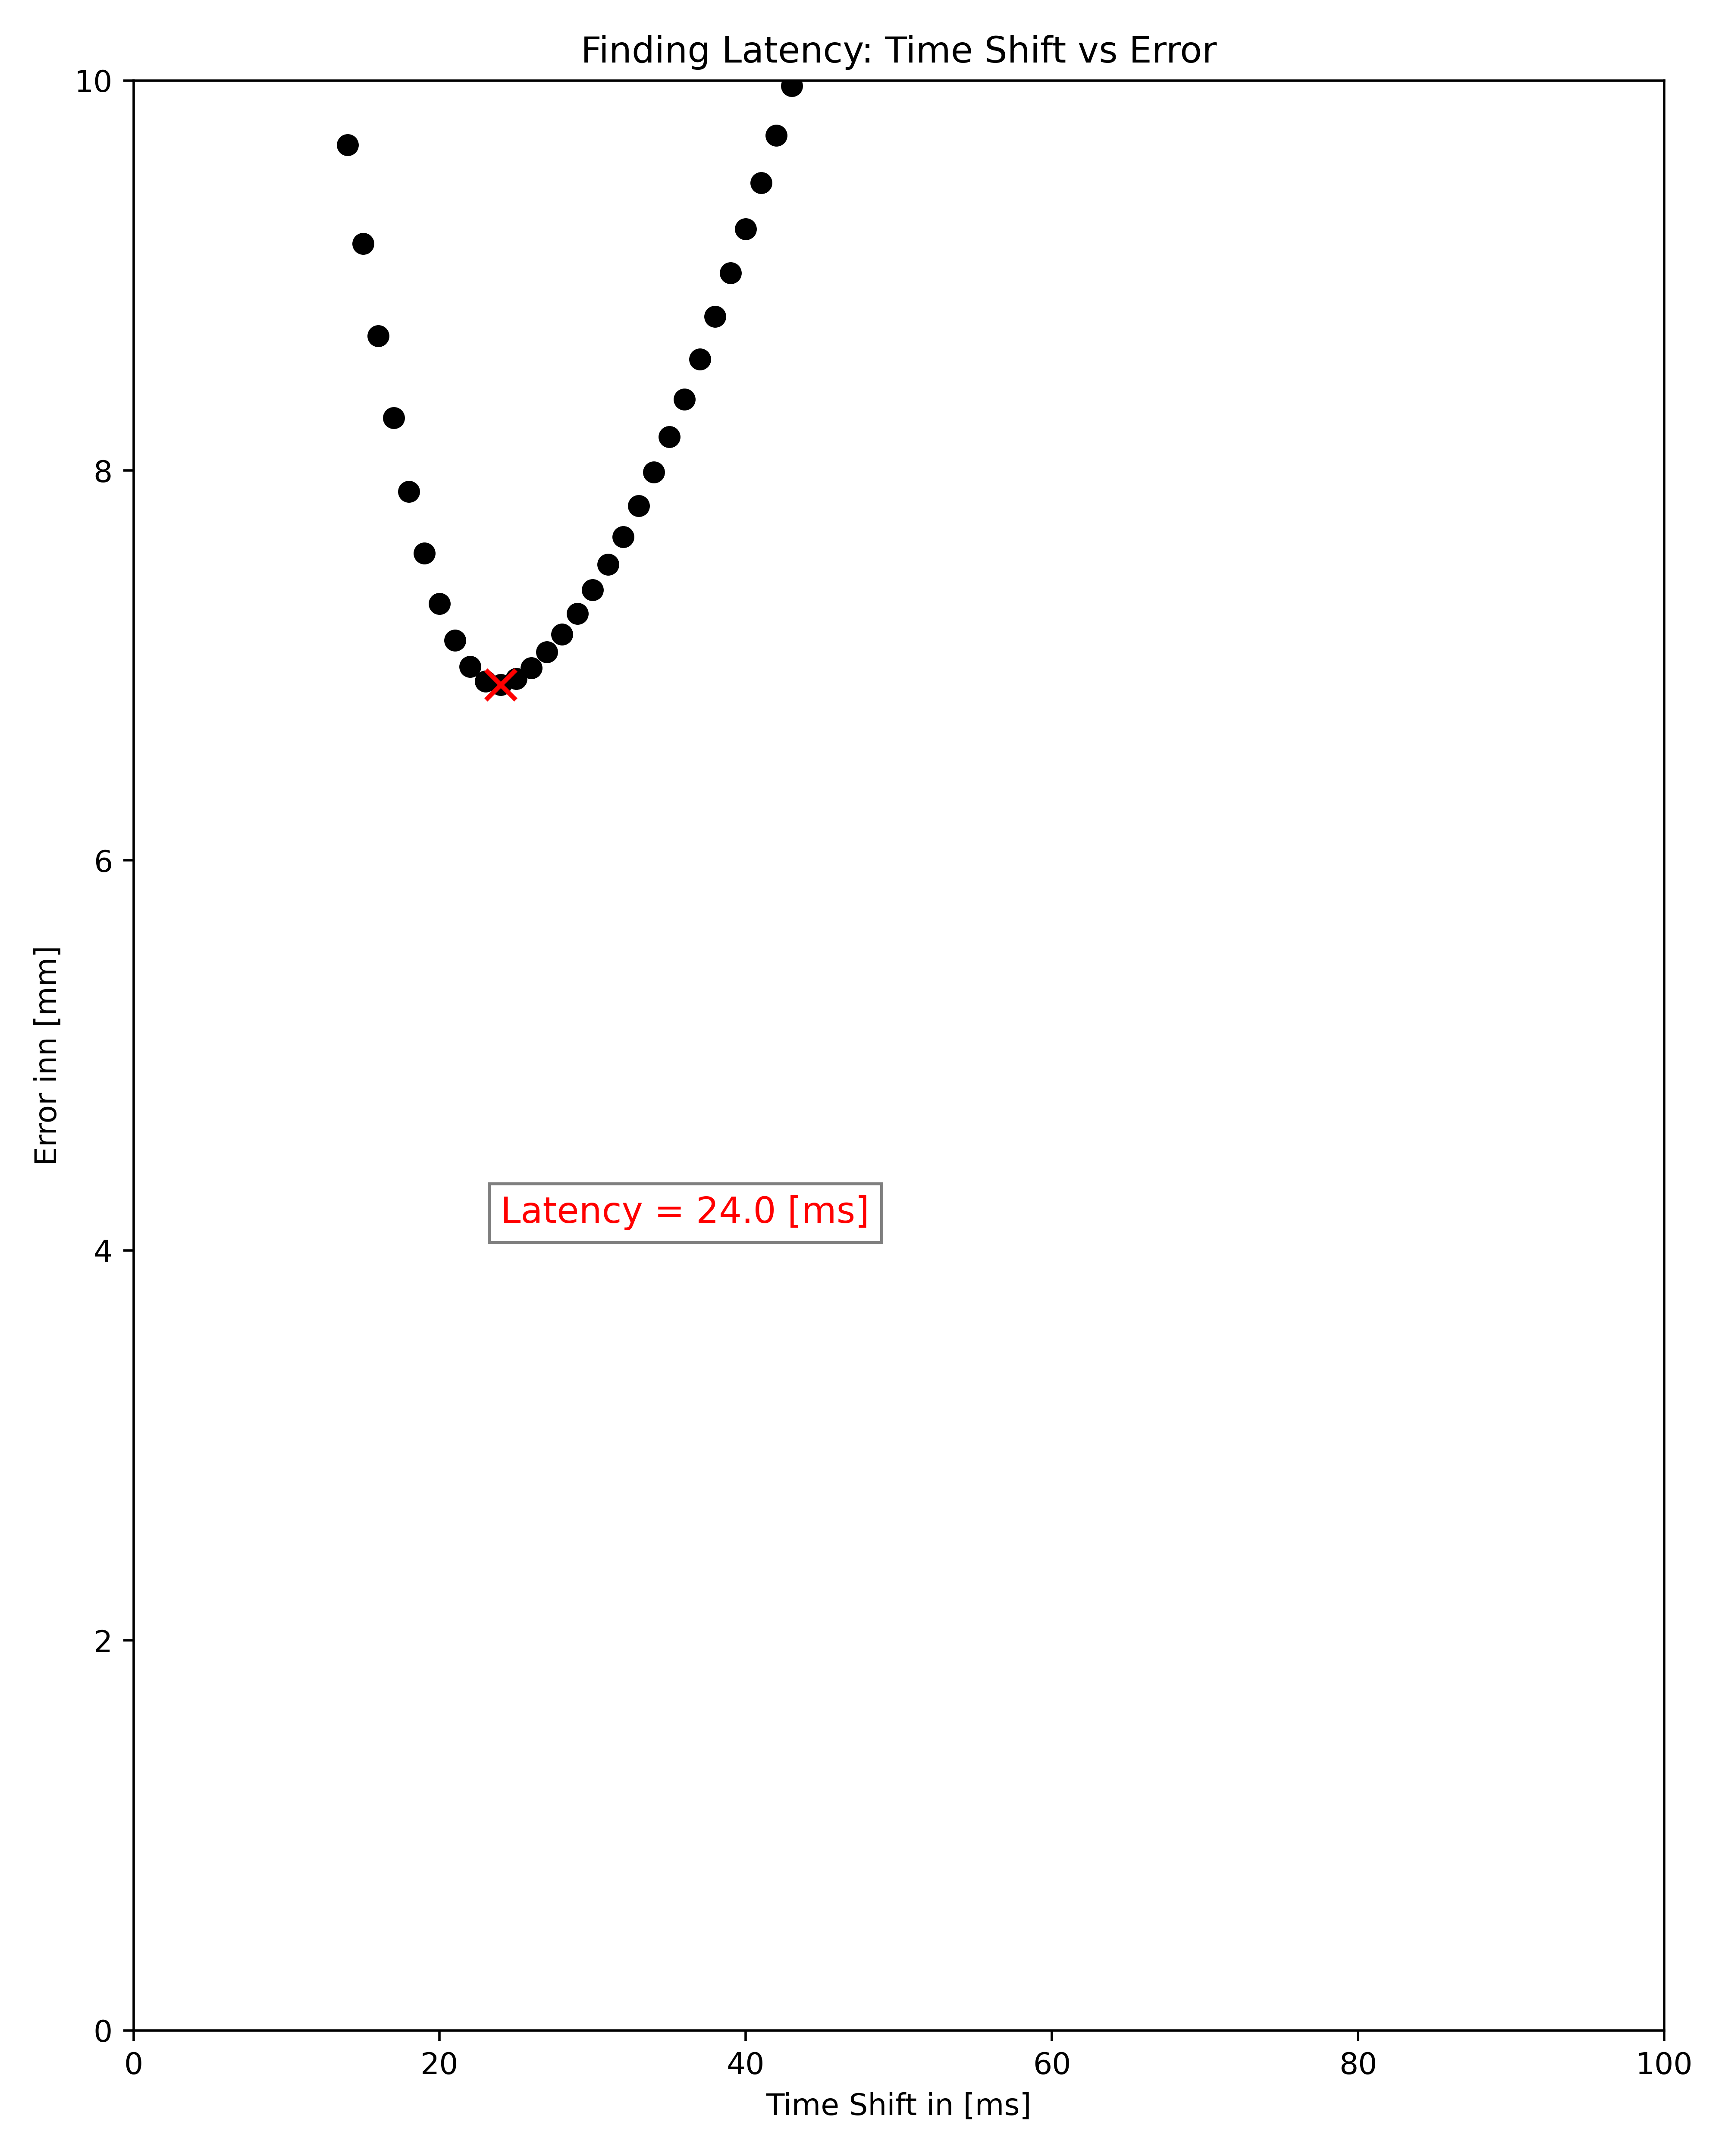 Finding Latency: Time Shift vs Error
10
8
6
4
2
0
Error inn [mm]
Latency = 24.0 [ms]
0 20 40 60 80 100
Time Shift in [ms]